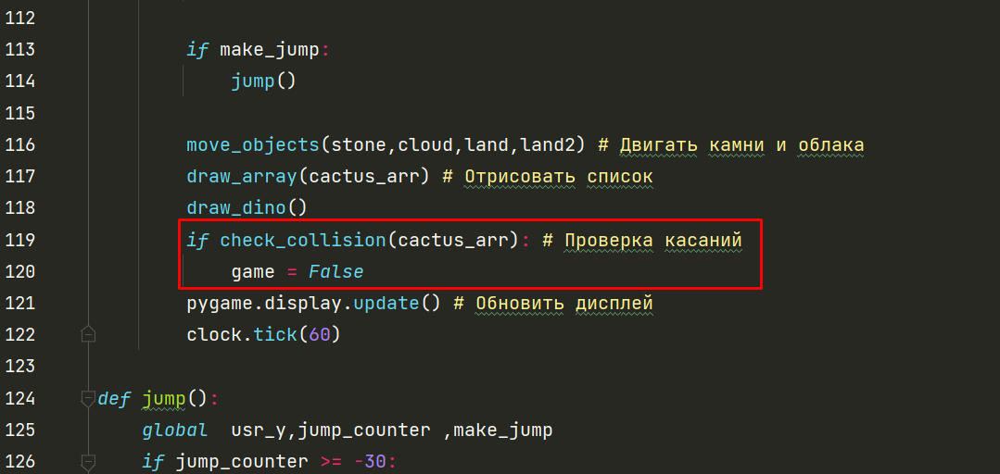 112
113 if make_jump:
114 jump()
115
116 move_objects(stone,cloud,land,land2) # Двигать камни и облака
117 draw_array(cactus_arr) # Отрисовать список
118 draw_dino()
119 if check_collision(cactus_arr): # Проверка касаний
120 game = False
121 pygame.display.update() # Обновить дисплей
122 clock.tick(60)
123
124 def jump():
125 global usr_y,jump_counter ,make_jump
126 if jump_counter >= -30: